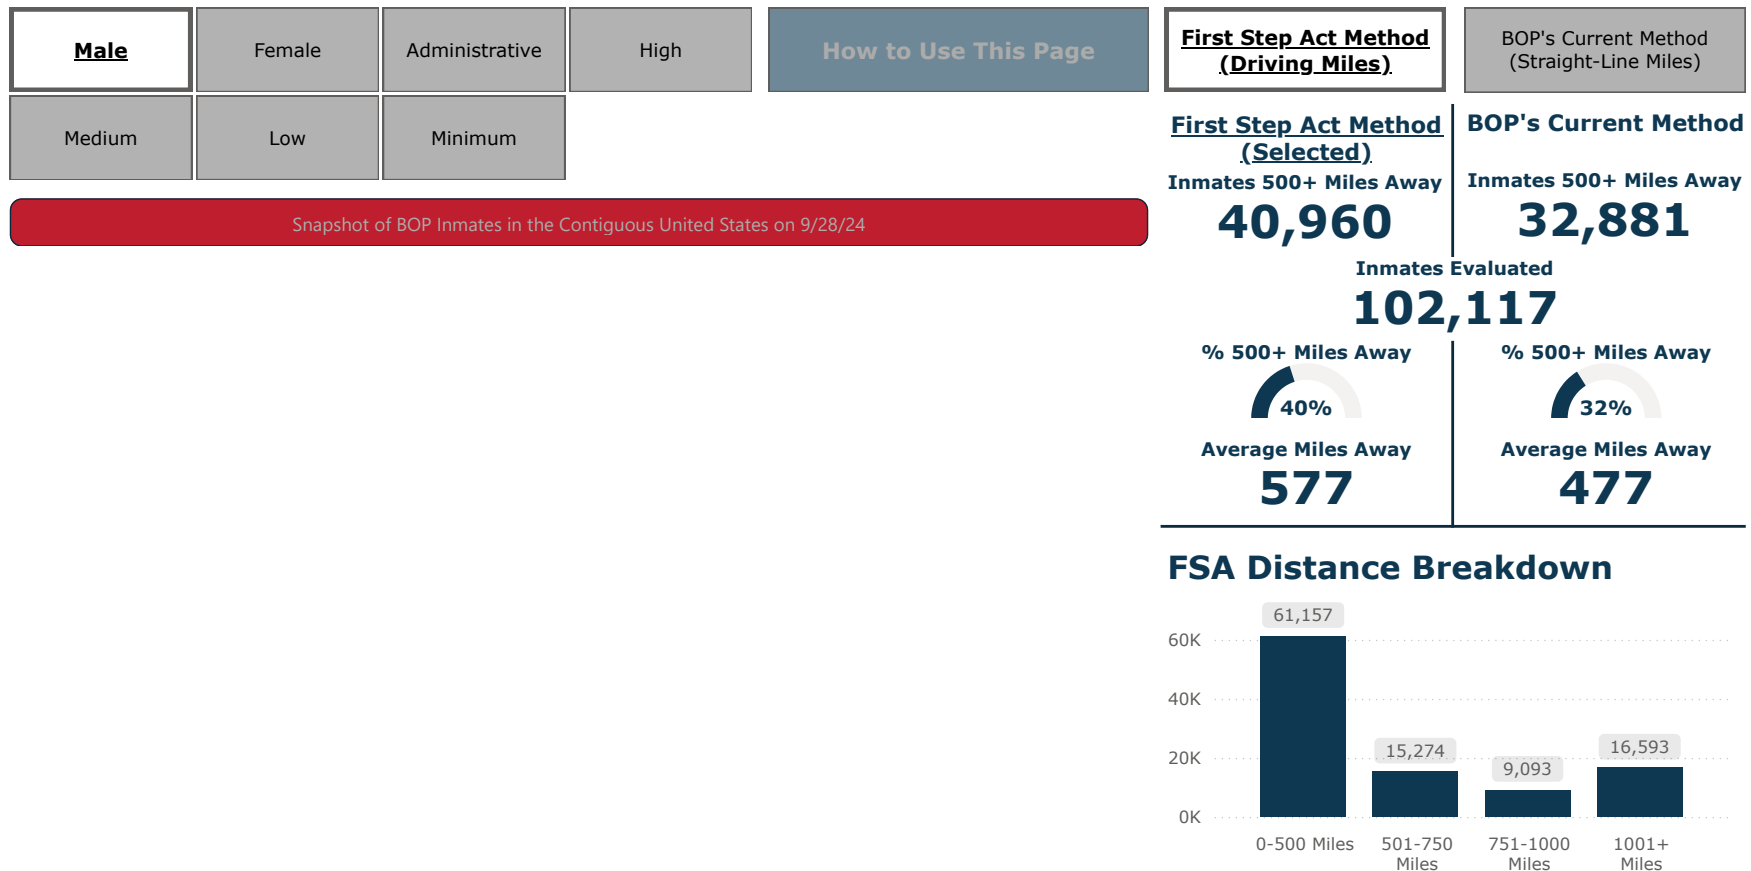 Male
Female
Administrative
High
How to Use This Page
First Step Act Method
(Driving Miles)
BOP's Current Method
(Straight-Line Miles)
Medium
Low
Minimum
Snapshot of BOP Inmates in the Contiguous United States on 9/28/24
First Step Act Method
(Selected)
Inmates 500+ Miles Away
40,960
BOP's Current Method
Inmates 500+ Miles Away
32,881
Inmates Evaluated
102,117
% 500+ Miles Away
40%
Average Miles Away
577
% 500+ Miles Away
32%
Average Miles Away
477
FSA Distance Breakdown
60K
40K
20K
0K
61,157
15,274
9,093
16,593
0-500 Miles
501-750
Miles
751-1000
Miles
1001+
Miles